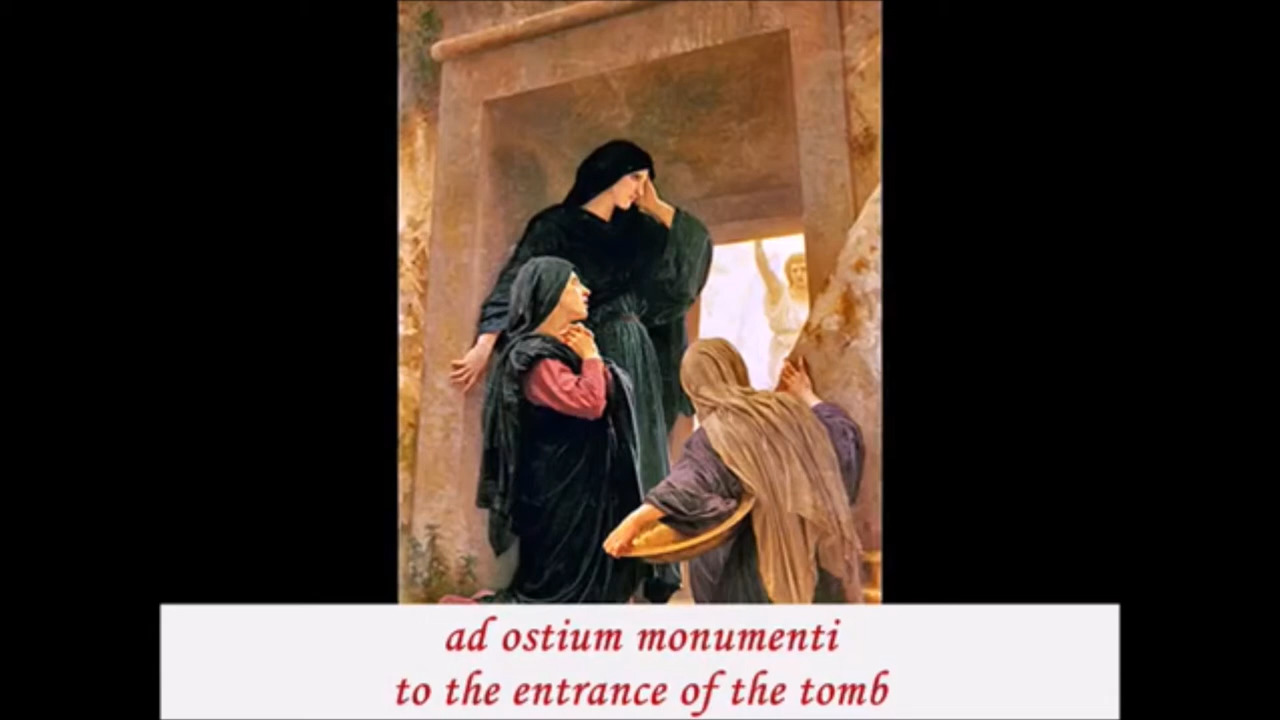 ad ostium monumenti
to the entrance of the tomb